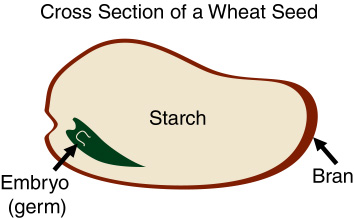 Cross Section of a Wheat Seed
Starch
Embryo
(germ)
Bran